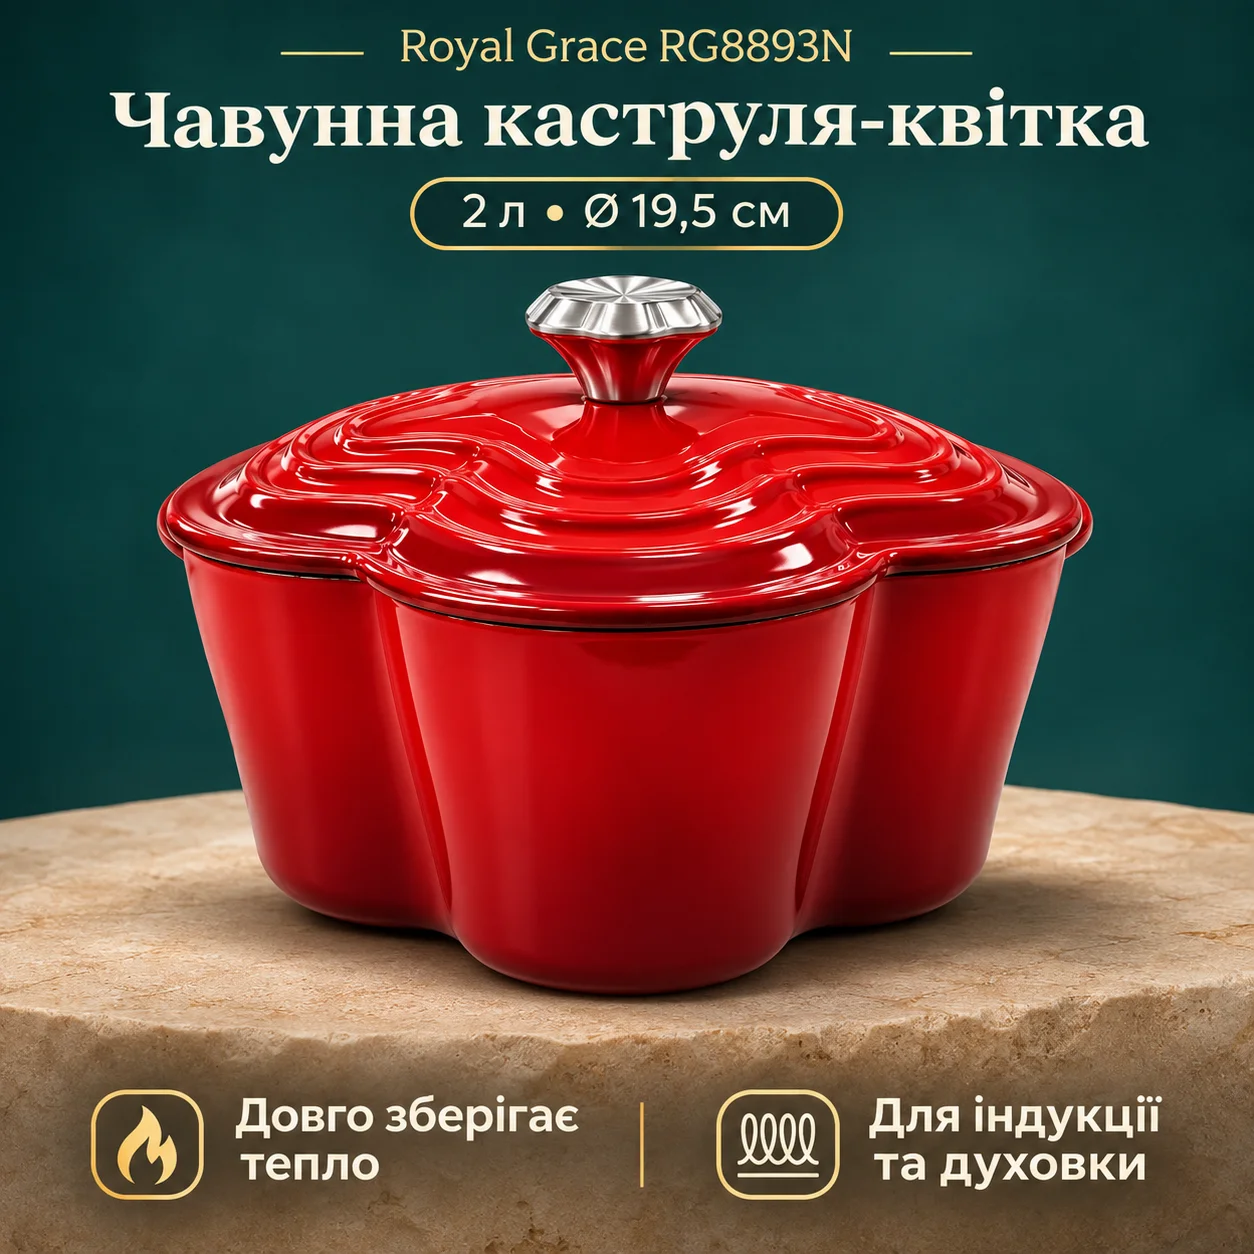 Royal Grace RG8893N
Чавунна каструля-квітка
2 л • Ø 19,5 см
Довго зберігає
тепло
Для індукції
та духовки